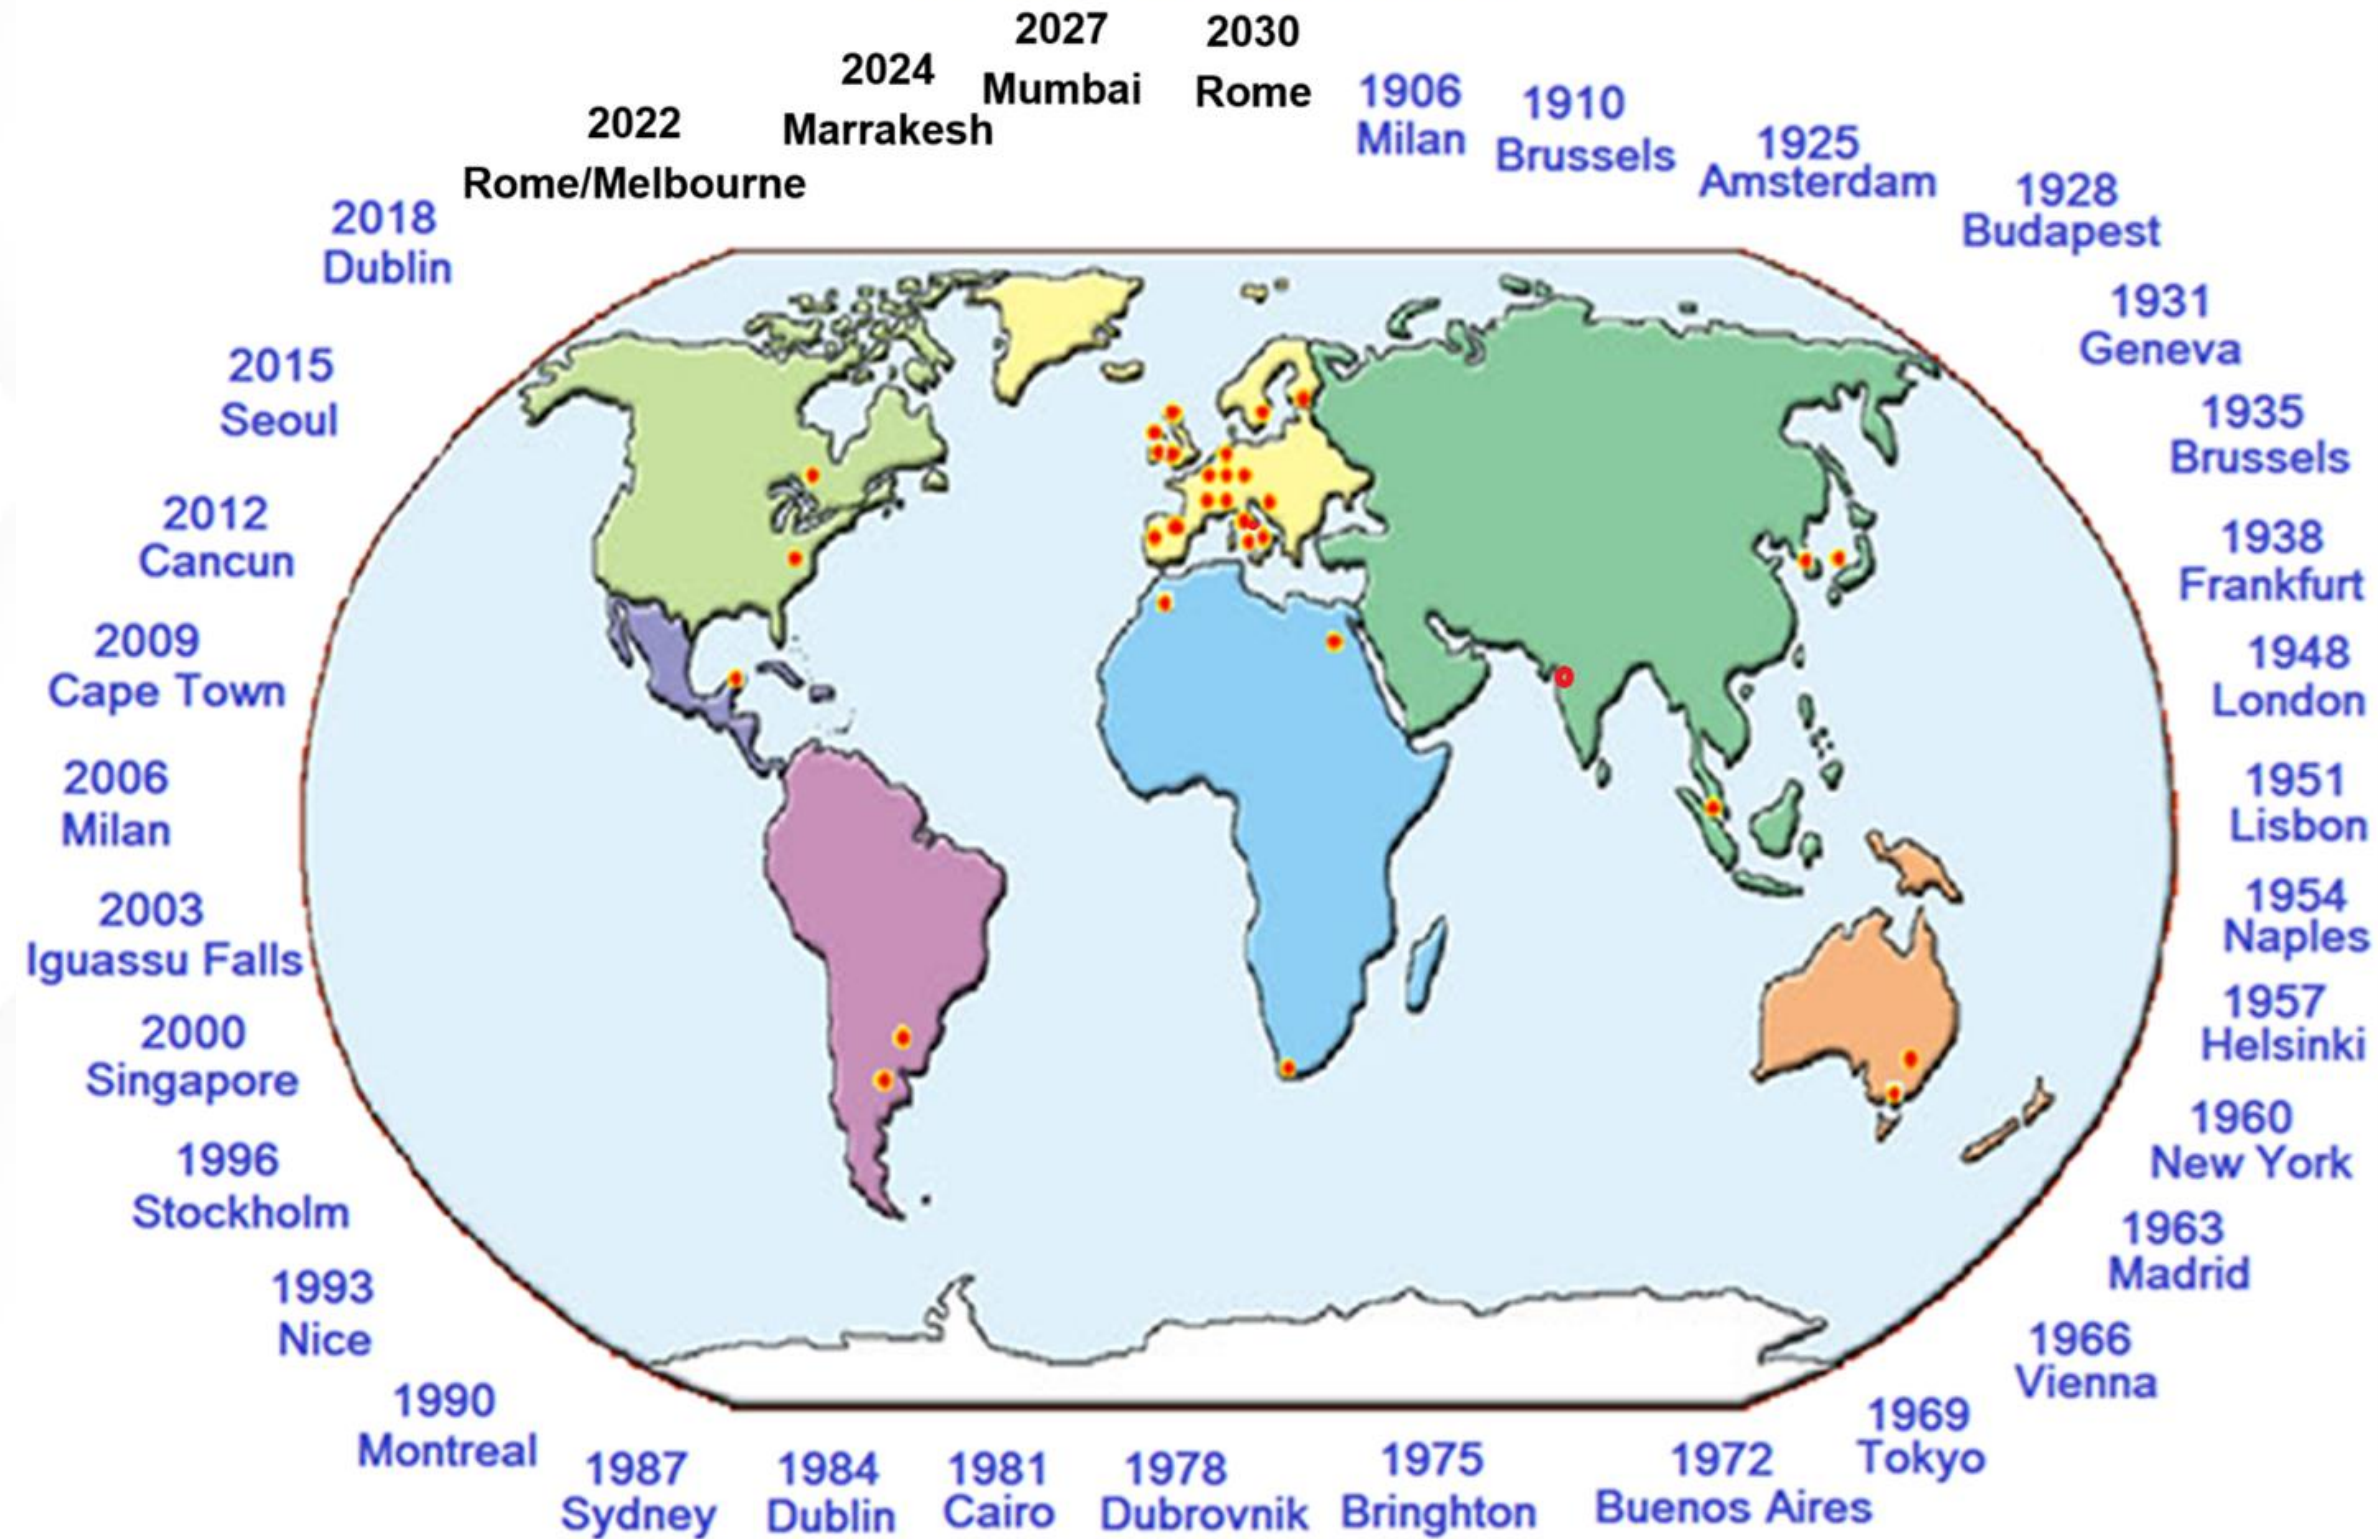 2027
Mumbai
2030
Rome
2024
Marrakesh
2022
Rome/Melbourne
1906
Milan
1910
Brussels
1925
Amsterdam
1928
Budapest
1931
Geneva
1935
Brussels
1938
Frankfurt
1948
London
1951
Lisbon
1954
Naples
1957
Helsinki
1960
New York
1963
Madrid
1966
Vienna
1969
Tokyo
1972
Buenos Aires
1975
Bringhton
1978
Dubrovnik
1981
Cairo
1984
Dublin
1987
Sydney
1990
Montreal
1993
Nice
1996
Stockholm
2000
Singapore
2003
Iguassu Falls
2006
Milan
2009
Cape Town
2012
Cancun
2015
Seoul
2018
Dublin